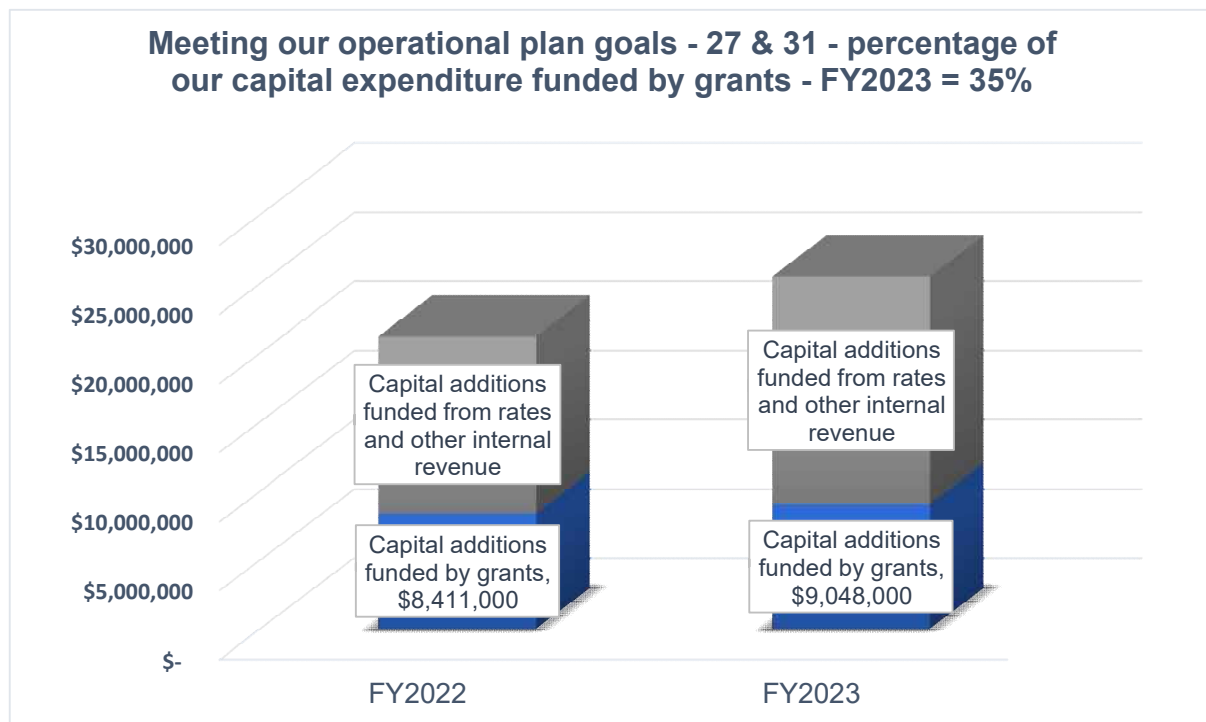 Meeting our operational plan goals - 27 & 31 - percentage of
our capital expenditure funded by grants - FY2023 = 35%
$30,000,000
$25,000,000
$20,000,000
$15,000,000
$10,000,000
$5,000,000
$-
Capital additions
funded from rates
and other internal
revenue
Capital additions
funded by grants,
$8,411,000
Capital additions
funded from rates
and other internal
revenue
Capital additions
funded by grants,
$9,048,000
FY2022
FY2023